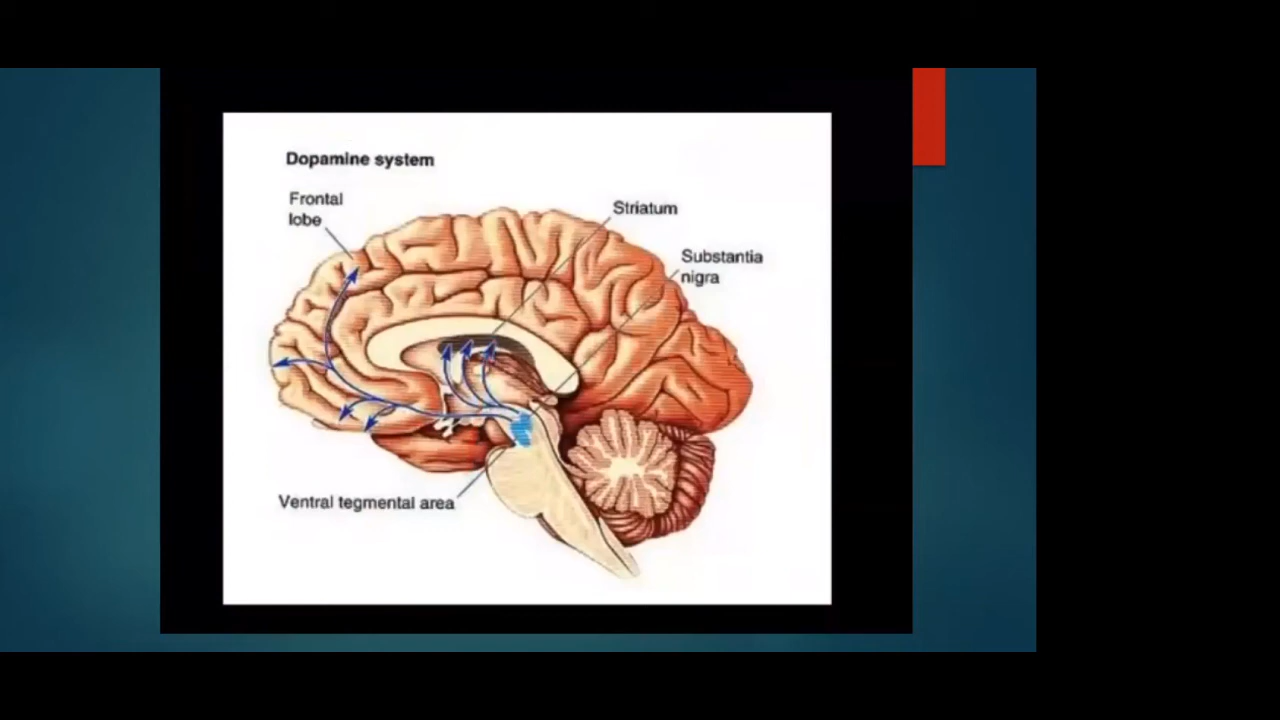 Dopamine system
Frontal
lobe
Striatum
Substantia
nigra
Ventral tegmental area